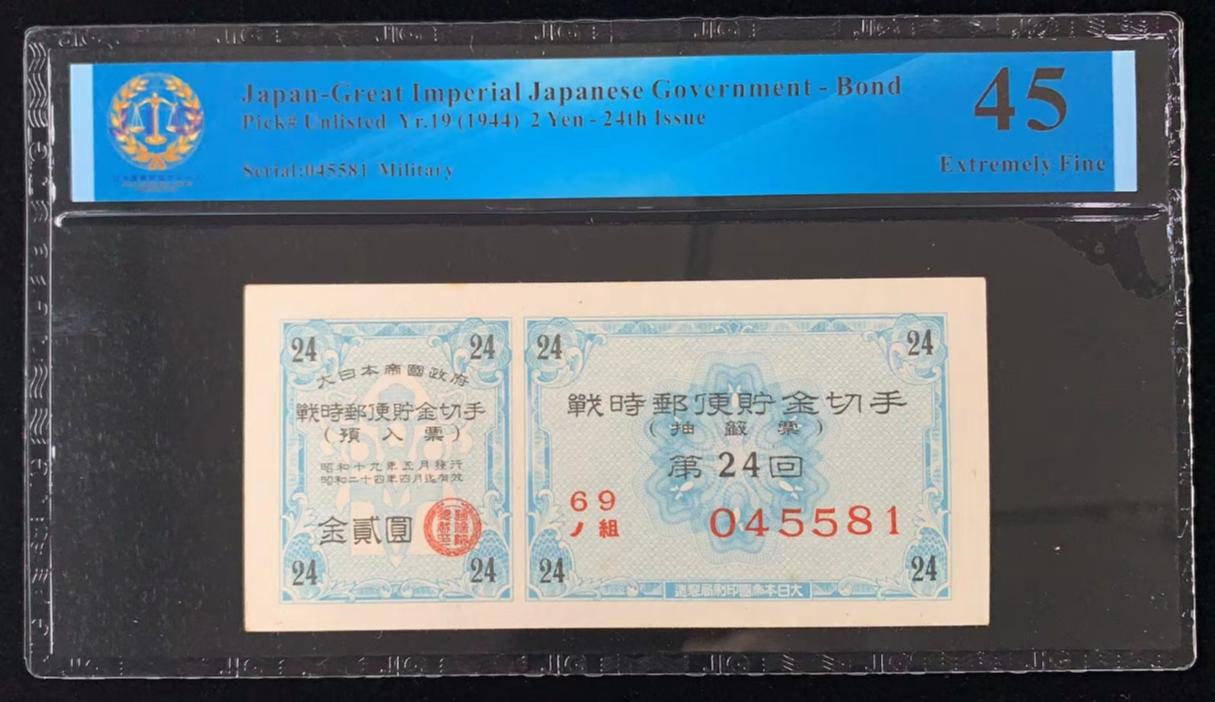 Japan-Great Imperial Japanese Government - Bond
Pick# Unlisted Yr.19 (1944) 2 Yen - 24th Issue
Serial:045581 Military
45
Extremely Fine
24
24
大日本帝國政府
戰時郵便貯金切手
(預入票)
昭和十九年五月發行
昭和二十四年四月迄有效
金貳圓
24
24
24
24
戰時郵便貯金切手
(抽籤票)
第24回
69
ノ組
045581
24
24
大日本帝國印刷局製造